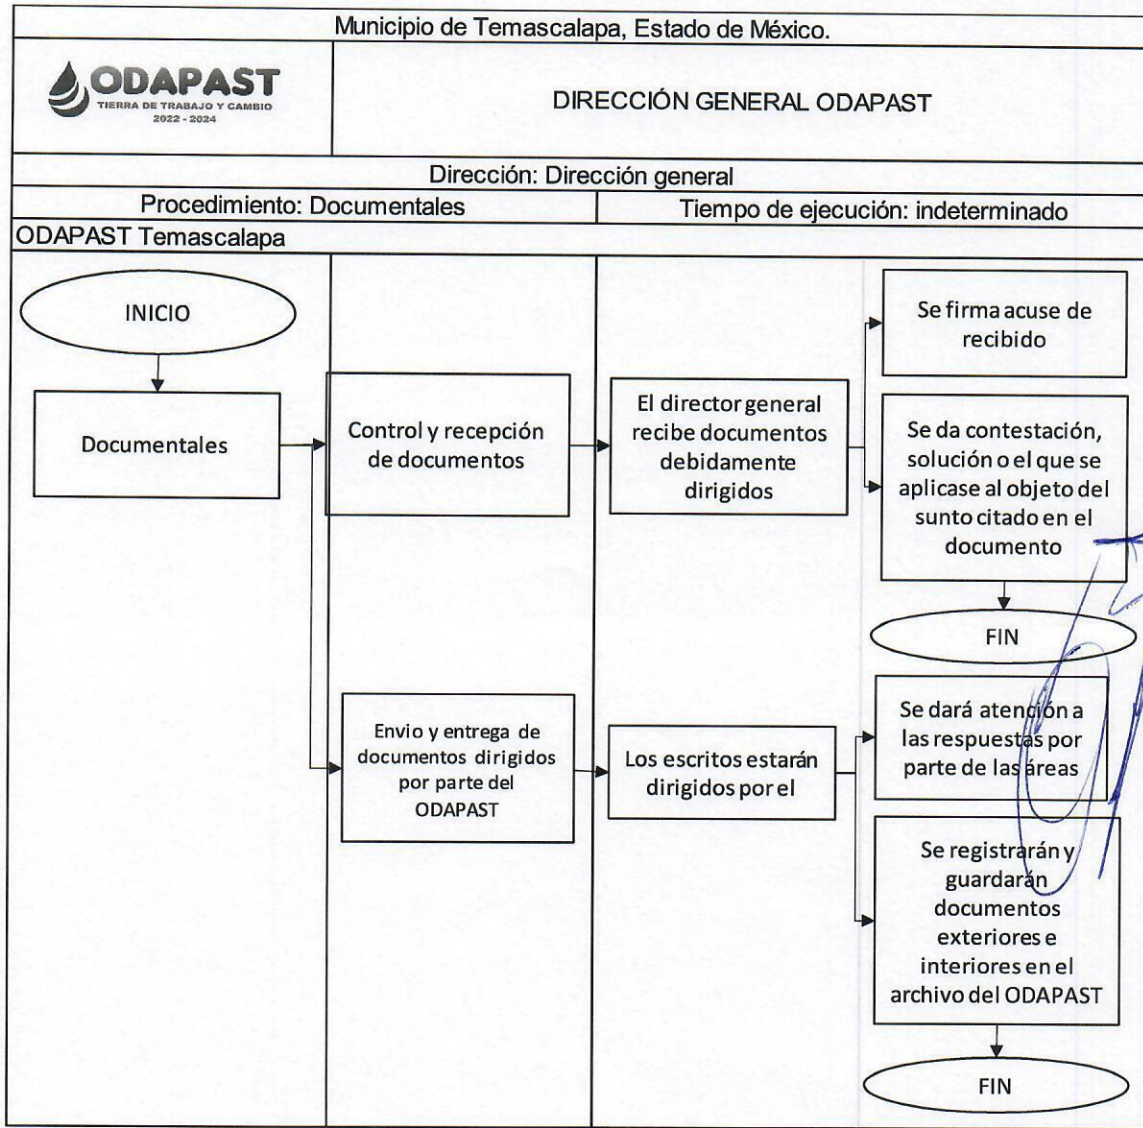 Municipio de Temascalapa, Estado de México.
ODAPAST
TIERRA DE TRABAJO Y CAMBIO
2022 - 2024
DIRECCIÓN GENERAL ODAPAST
Dirección: Dirección general
Procedimiento: Documentales
Tiempo de ejecución: indeterminado
ODAPAST Temascalapa
INICIO
Documentales
Control y recepción
de documentos
El director general
recibe documentos
debidamente
dirigidos
Se firma acuse de
recibido
Se da contestación,
solución o el que se
aplicase al objeto del
sunto citado en el
documento
FIN
Envio y entrega de
documentos dirigidos
por parte del
ODAPAST
Los escritos estarán
dirigidos por el
Se dará atención a
las respuestas por
parte de las áreas
Se registrarán y
guardarán
documentos
exteriores e
interiores en el
archivo del ODAPAST
FIN